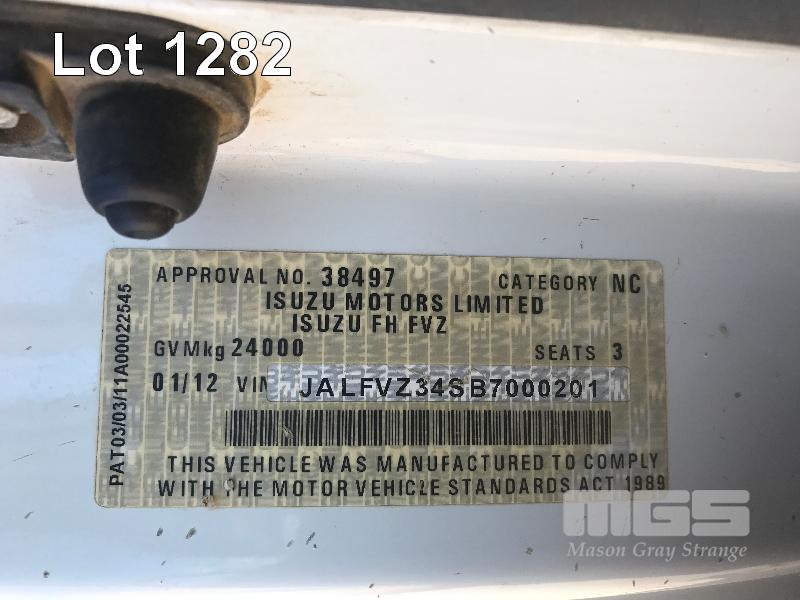 Lot 1282
PAT03/03/11A00022545
APPROVAL NO. 38497 CATEGORY NC
ISUZU MOTORS LIMITED
ISUZU FH FVZ
GVMkg 24000 SEATS 3
01/12 VIN JALFVZ34SB7000201
THIS VEHICLE WAS MANUFACTURED TO COMPLY
WITH THE MOTOR VEHICLE STANDARDS ACT 1989
MGS
Mason Gray Strange